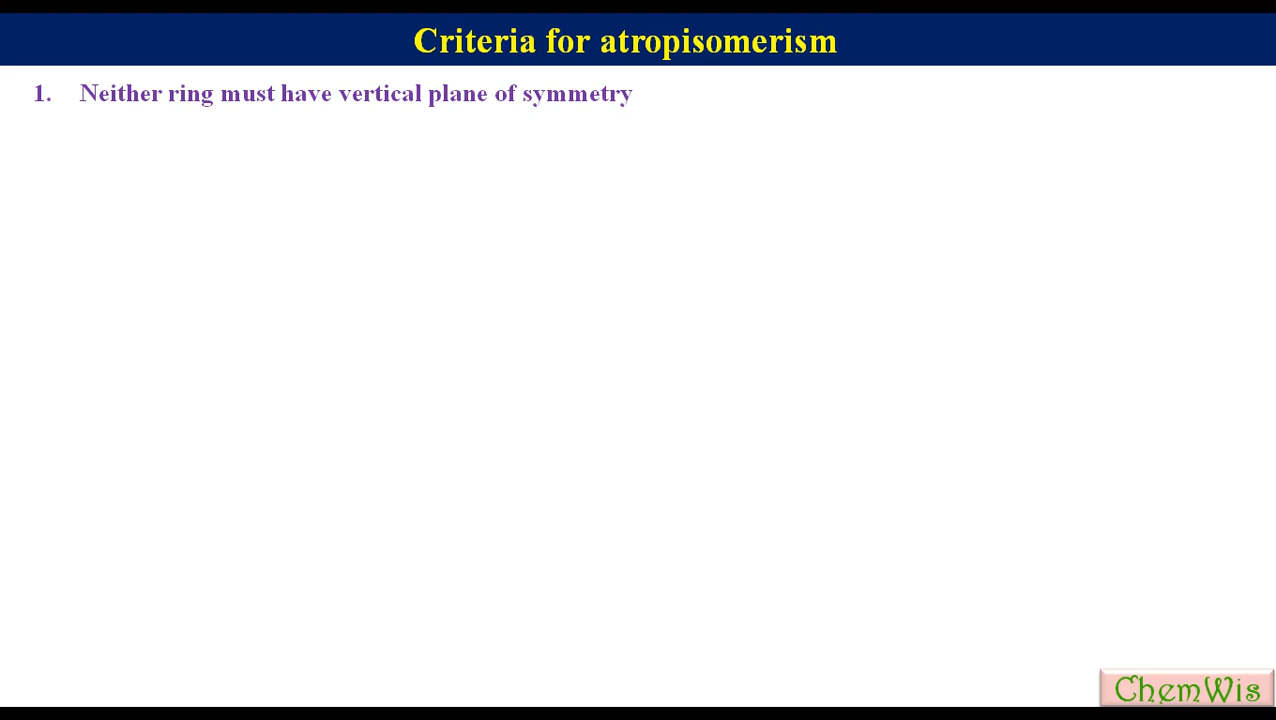 Criteria for atropisomerism
1. Neither ring must have vertical plane of symmetry
ChemWis